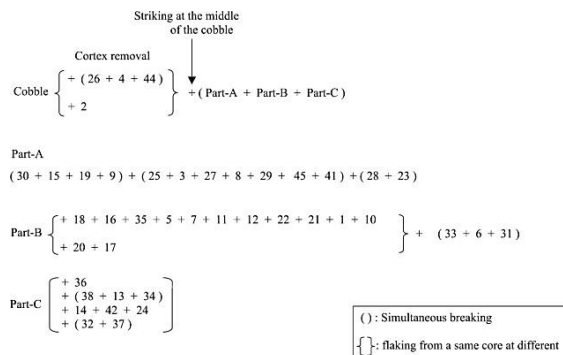 Striking at the middle
of the cobble
Cortex removal
Cobble
+ (26 + 4 + 44)
+ 2
+ (Part-A + Part-B + Part-C)
Part-A
(30 + 15 + 19 + 9) + (25 + 3 + 27 + 8 + 29 + 45 + 41) +(28 + 23)
Part-B
+ 18 + 16 + 35 + 5 + 7 + 11 + 12 + 22 + 21 + 1 + 10
+ 20 + 17
+ (33 + 6 + 31)
Part-C
+ 36
+ (38 + 13 + 34)
+ 14 + 42 + 24
+ (32 + 37)
( ) : Simultaneous breaking
{ }: flaking from a same core at different